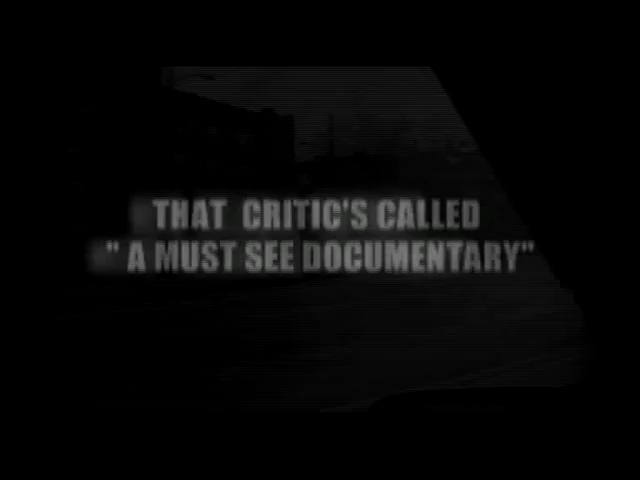 THAT CRITIC'S CALLED
" A MUST SEE DOCUMENTARY"